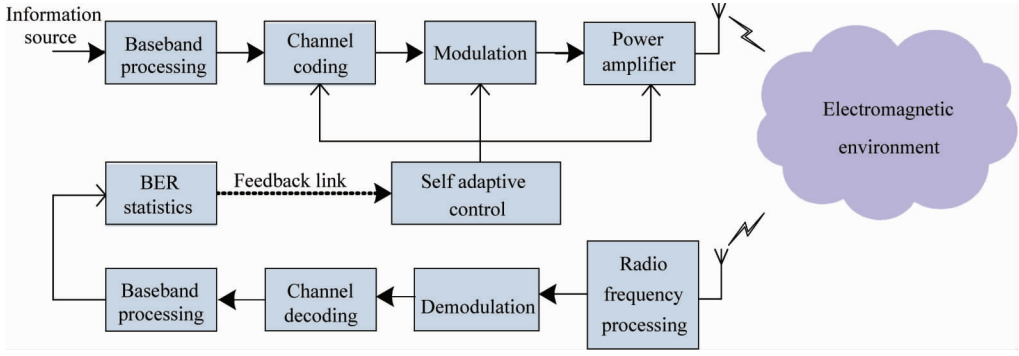 Information
source
Baseband
processing
Channel
coding
Modulation
Power
amplifier
Electromagnetic
environment
BER
statistics
Feedback link
Self adaptive
control
Baseband
processing
Channel
decoding
Demodulation
Radio
frequency
processing